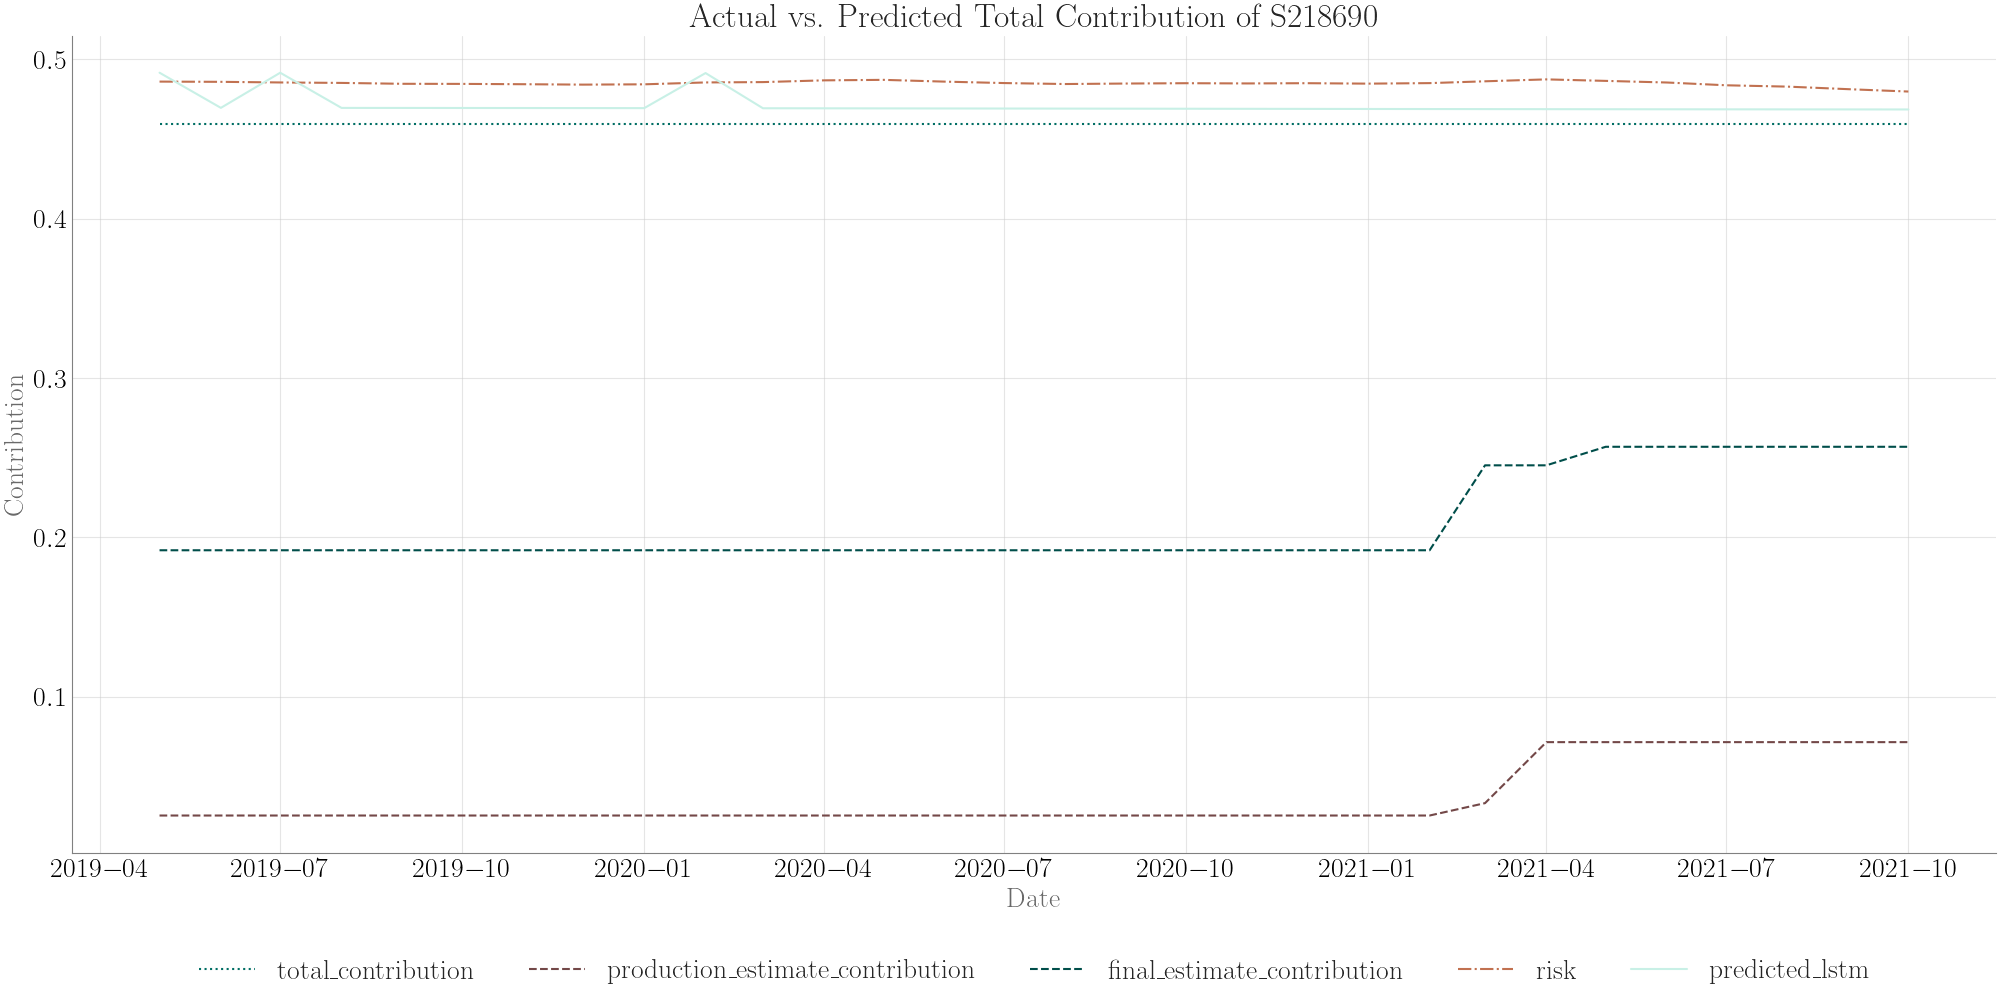 Actual vs. Predicted Total Contribution of S218690
Contribution
0.5
0.4
0.3
0.2
0.1
2019–04 2019–07 2019–10 2020–01 2020–04 2020–07 2020–10 2021–01 2021–04 2021–07 2021–10
Date
total_contribution production_estimate_contribution final_estimate_contribution risk predicted_lstm